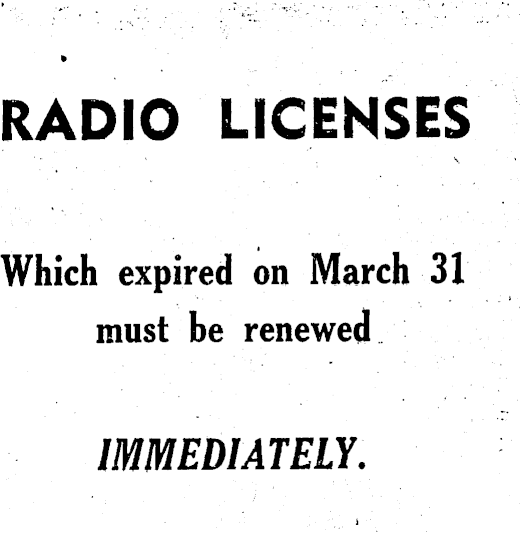 RADIO LICENSES
Which expired on March 31
must be renewed
IMMEDIATELY.